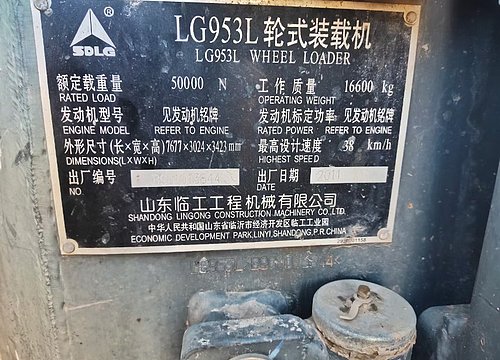 ®
SDLG
LG953L 轮式装载机
LG953L WHEEL LOADER
额定载重量 50000 N 工作质量 16600 kg
RATED LOAD OPERATING WEIGHT
发动机型号 见发动机铭牌 发动机标定功率 见发动机铭牌
ENGINE MODEL REFER TO ENGINE RATED POWER REFER TO ENGINE
外形尺寸(长×宽×高) 7677×3024×3423 mm 最高设计速度 38 km/h
DIMENSIONS(LXWXH) HIGHEST SPEED
出厂编号 出厂日期 2011
NO. DATE
山东临工工程机械有限公司
SHANDONG LINGONG CONSTRUCTION MACHINERY CO.,LTD.
中华人民共和国山东省临沂市经济开发区临工工业园
ECONOMIC DEVELOPMENT PARK,LINYI,SHANDONG,P.R.CHINA